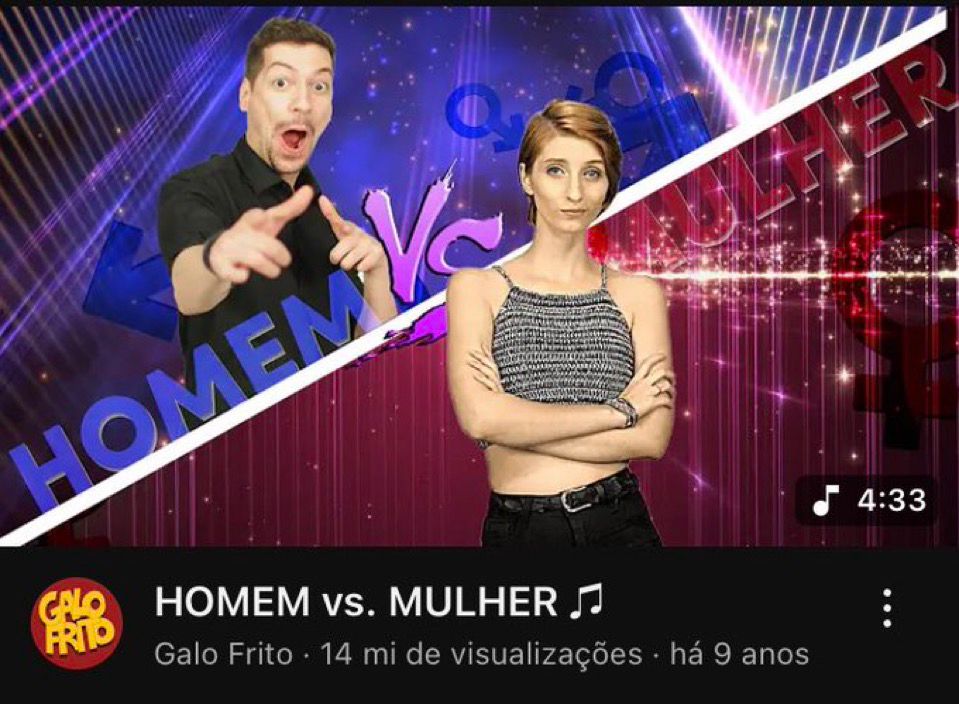 HOMEM
Vs
MULHER
4:33
GALO
FRITO
HOMEM vs. MULHER 🎵
Galo Frito · 14 mi de visualizações · há 9 anos